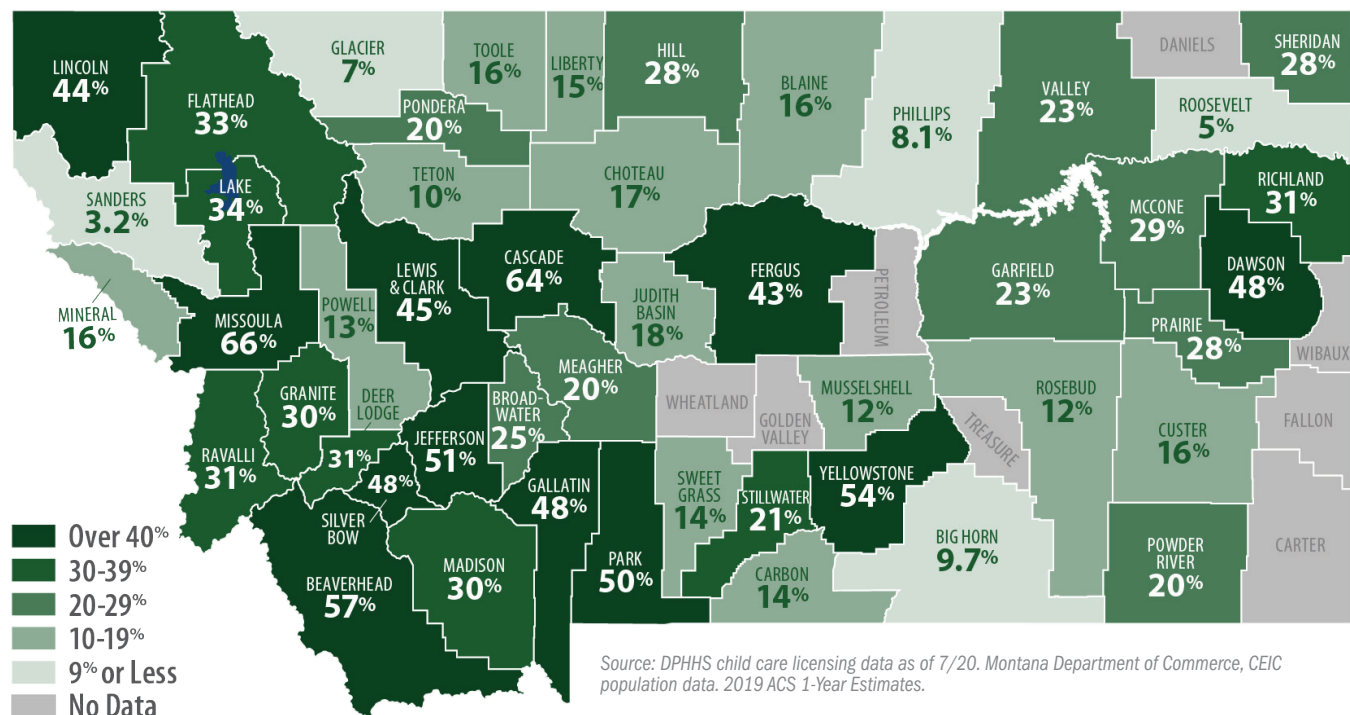 LINCOLN
44%
FLATHEAD
33%
GLACIER
7%
TOOLE
16%
LIBERTY
15%
HILL
28%
BLAINE
16%
PHILLIPS
8.1%
VALLEY
23%
DANIELS
SHERIDAN
28%
ROOSEVELT
5%
PONDERA
20%
TETON
10%
CHOTEAU
17%
SANDERS
3.2%
LAKE
34%
RICHLAND
31%
MCCONE
29%
DAWSON
48%
GARFIELD
23%
PETROLEUM
FERGUS
43%
CASCADE
64%
LEWIS
& CLARK
45%
JUDITH
BASIN
18%
POWELL
13%
MISSOULA
66%
MINERAL
16%
PRAIRIE
28%
WIBAUX
MEAGHER
20%
WHEATLAND
GOLDEN
VALLEY
MUSSELSHELL
12%
TREASURE
ROSEBUD
12%
CUSTER
16%
FALLON
GRANITE
30%
DEER
LODGE
31%
BROAD-
WATER
25%
JEFFERSON
51%
RAVALLI
31%
48%
SILVER
BOW
GALLATIN
48%
SWEET
GRASS
14%
STILLWATER
21%
YELLOWSTONE
54%
BIG HORN
9.7%
POWDER
RIVER
20%
CARTER
BEAVERHEAD
57%
MADISON
30%
PARK
50%
CARBON
14%
Over 40%
30-39%
20-29%
10-19%
9% or Less
No Data
Source: DPHHS child care licensing data as of 7/20. Montana Department of Commerce, CEIC
population data. 2019 ACS 1-Year Estimates.